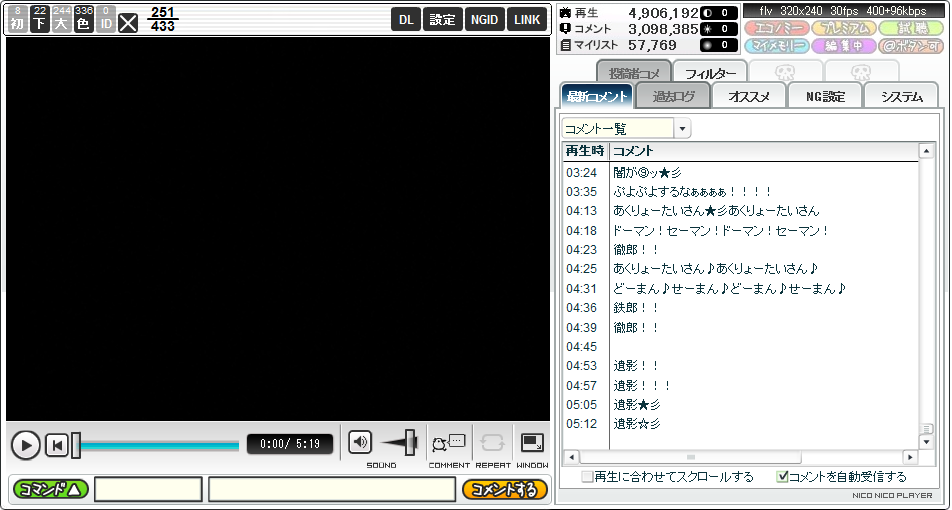 8 22 244 336 0
初 下 大 色 ID
251
433
DL 設定 NGID LINK
再生 4,906,192 0
コメント 3,098,385 0
マイリスト 57,769 0
flv 320x240 30fps 400+96kbps
エコノミー プレミアム 試聴
マイメモリー 編集中 @ボタン可
投稿者コメ フィルター
最新コメント 過去ログ オススメ NG設定 システム
コメント一覧
再生時 コメント
03:24 闇が③ッ★彡
03:35 ぷよぷよするなぁぁぁぁ！！！！
04:13 あくりょーたいさん★彡あくりょーたいさん
04:18 ドーマン！セーマン！ドーマン！セーマン！
04:23 徹郎！！
04:25 あくりょーたいさん♪あくりょーたいさん♪
04:31 どーまん♪せーまん♪どーまん♪せーまん♪
04:36 鉄郎！！
04:39 徹郎！！
04:45
04:53 遺影！！
04:57 遺影！！！
05:05 遺影★彡
05:12 遺影☆彡
0:00/ 5:19
SOUND COMMENT REPEAT WINDOW
コマンド△ コメントする
再生に合わせてスクロールする コメントを自動受信する
NICO NICO PLAYER